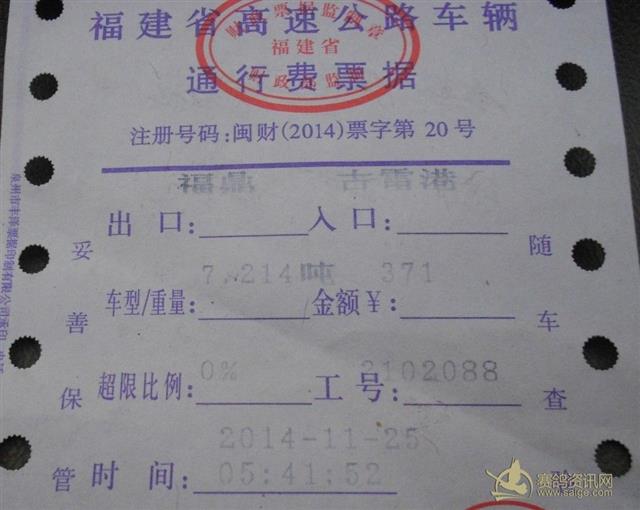 福建省高速公路车辆
福建省
通行费票据
注册号码:闽财(2014)票字第 20号
福鼎 古雷港
出 口: 入口:
7.214吨 371
车型/重量: 金额¥:
0% 2102088
超限比例: 工 号:
2014-11-25
时 间: 05:41:52
妥善保管
随车查验
赛鸽资讯网
www.saige.com